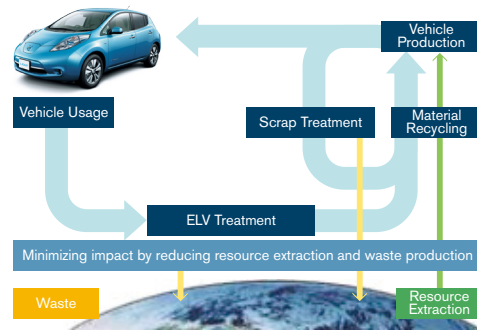 Vehicle
Production
Vehicle Usage
Scrap Treatment
Material
Recycling
ELV Treatment
Minimizing impact by reducing resource extraction and waste production
Waste
Resource
Extraction